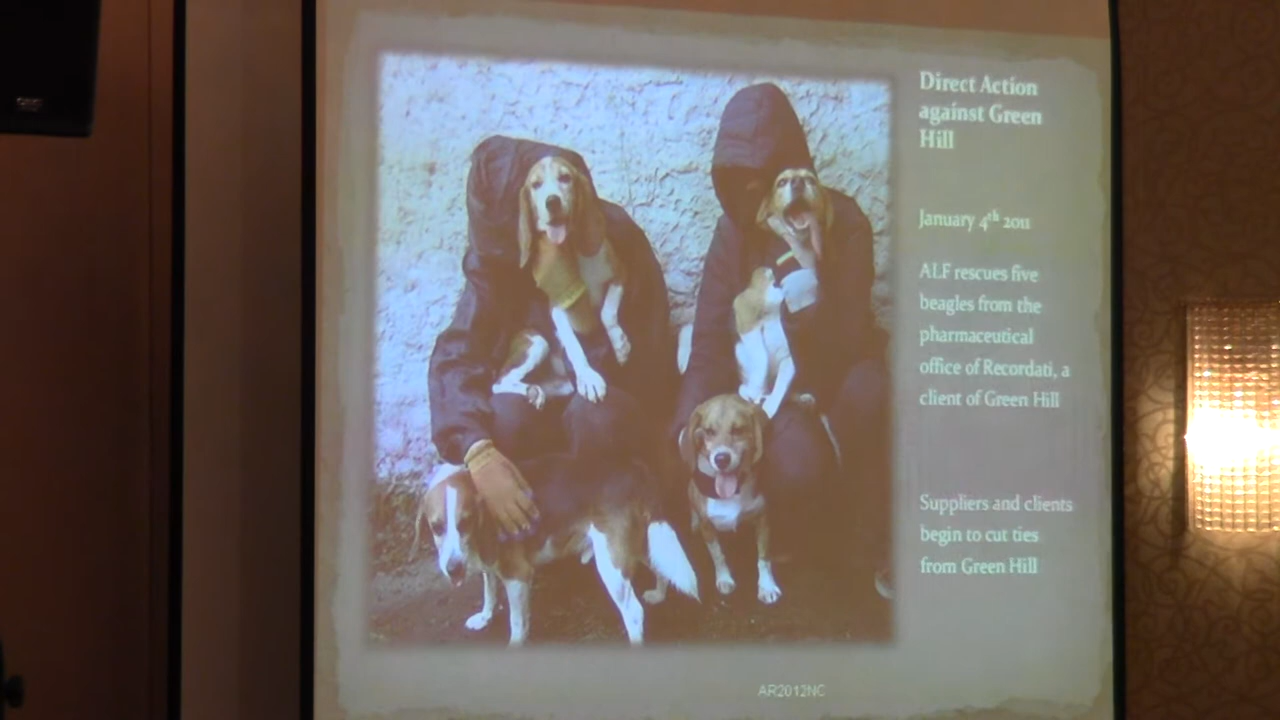 Direct Action
against Green
Hill
January 4th 2011
ALF rescues five
beagles from the
pharmaceutical
office of Recordati, a
client of Green Hill
Suppliers and clients
begin to cut ties
from Green Hill
AR2012NC